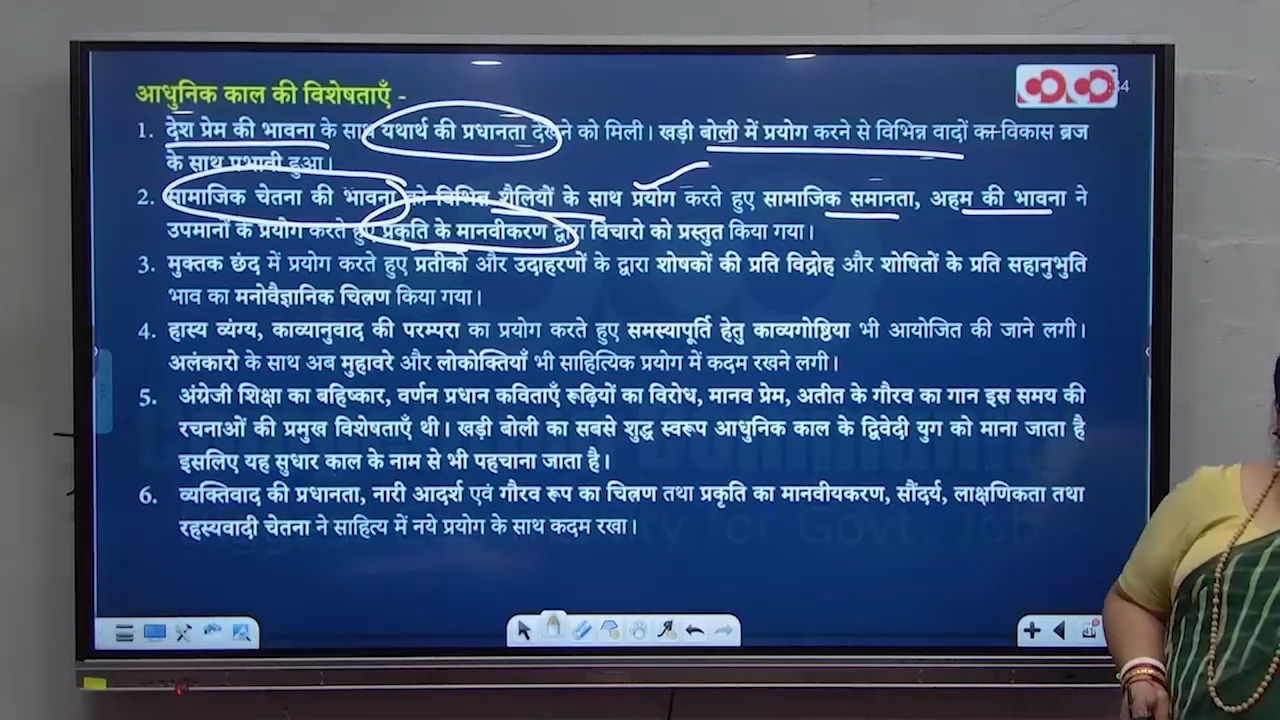 आधुनिक काल की विशेषताएँ -
1. देश प्रेम की भावना के साथ यथार्थ की प्रधानता देखने को मिली। खड़ी बोली में प्रयोग करने से विभिन्न वादों का विकास ब्रज
के साथ प्रभावी हुआ।
2. सामाजिक चेतना की भावना को विभिन्न शैलियों के साथ प्रयोग करते हुए सामाजिक समानता, अहम की भावना ने
उपमानों के प्रयोग करते हुए प्रकृति के मानवीकरण द्वारा विचारो को प्रस्तुत किया गया।
3. मुक्तक छंद में प्रयोग करते हुए प्रतीकों और उदाहरणों के द्वारा शोषकों की प्रति विद्रोह और शोषितों के प्रति सहानुभुति
भाव का मनोवैज्ञानिक चित्रण किया गया।
4. हास्य व्यंग्य, काव्यानुवाद की परम्परा का प्रयोग करते हुए समस्यापूर्ति हेतु काव्यगोष्ठिया भी आयोजित की जाने लगी।
अलंकारो के साथ अब मुहावरे और लोकोक्तियाँ भी साहित्यिक प्रयोग में कदम रखने लगी।
5. अंग्रेजी शिक्षा का बहिष्कार, वर्णन प्रधान कविताएँ रूढ़ियों का विरोध, मानव प्रेम, अतीत के गौरव का गान इस समय की
रचनाओं की प्रमुख विशेषताएँ थी। खड़ी बोली का सबसे शुद्ध स्वरूप आधुनिक काल के द्विवेदी युग को माना जाता है
इसलिए यह सुधार काल के नाम से भी पहचाना जाता है।
6. व्यक्तिवाद की प्रधानता, नारी आदर्श एवं गौरव रूप का चित्रण तथा प्रकृति का मानवीयकरण, सौंदर्य, लाक्षणिकता तथा
रहस्यवादी चेतना ने साहित्य में नये प्रयोग के साथ कदम रखा।